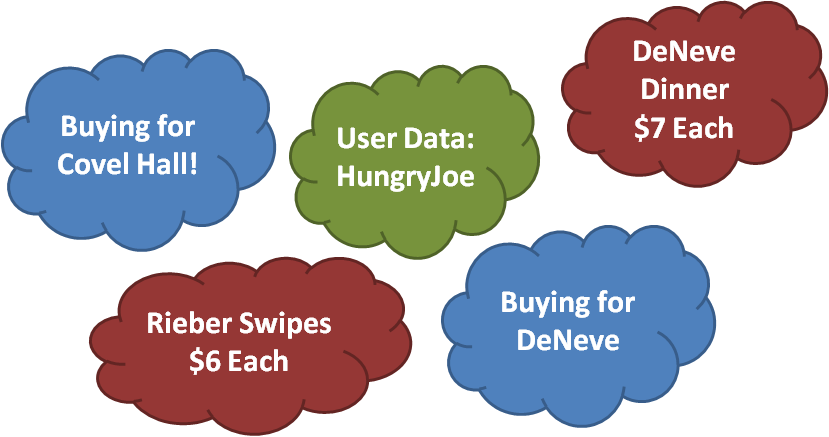 Buying for
Covel Hall!
User Data:
HungryJoe
DeNeve
Dinner
$7 Each
Rieber Swipes
$6 Each
Buying for
DeNeve